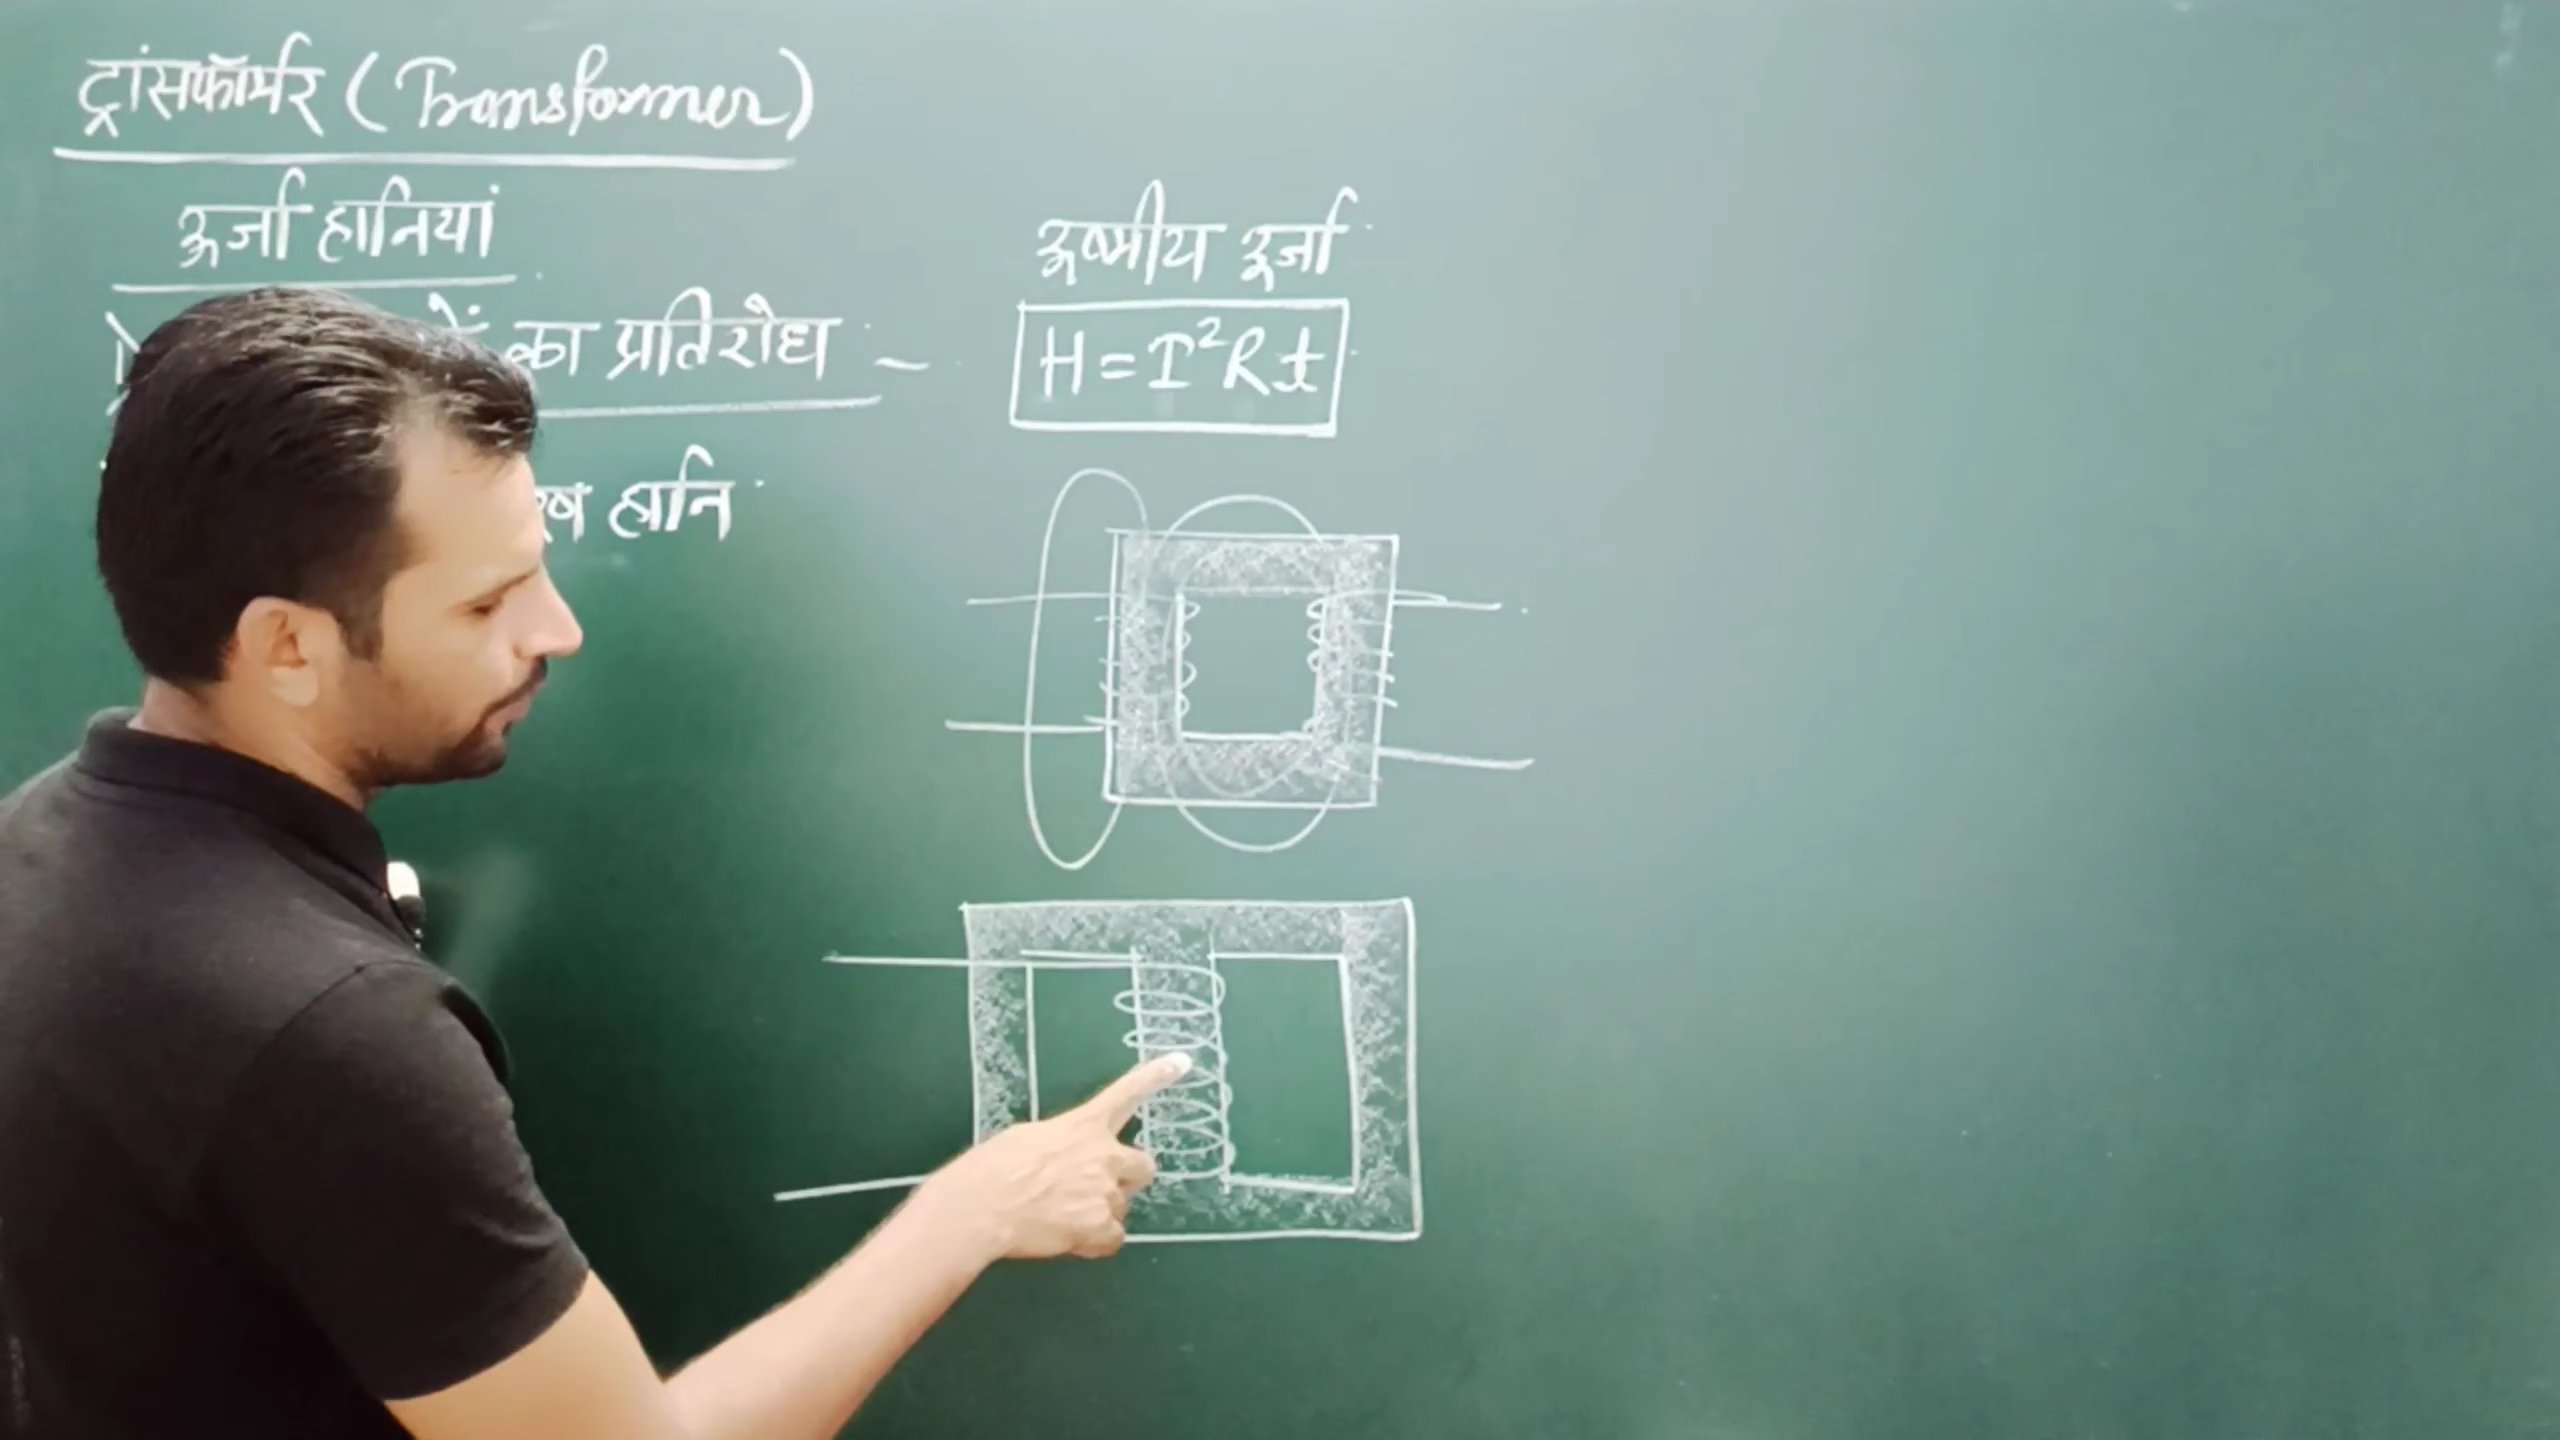 ट्रांसफॉर्मर (Transformer)
ऊर्जा हानियां
का प्रतिरोध -
हानि
ऊष्मीय ऊर्जा
H = I²Rt